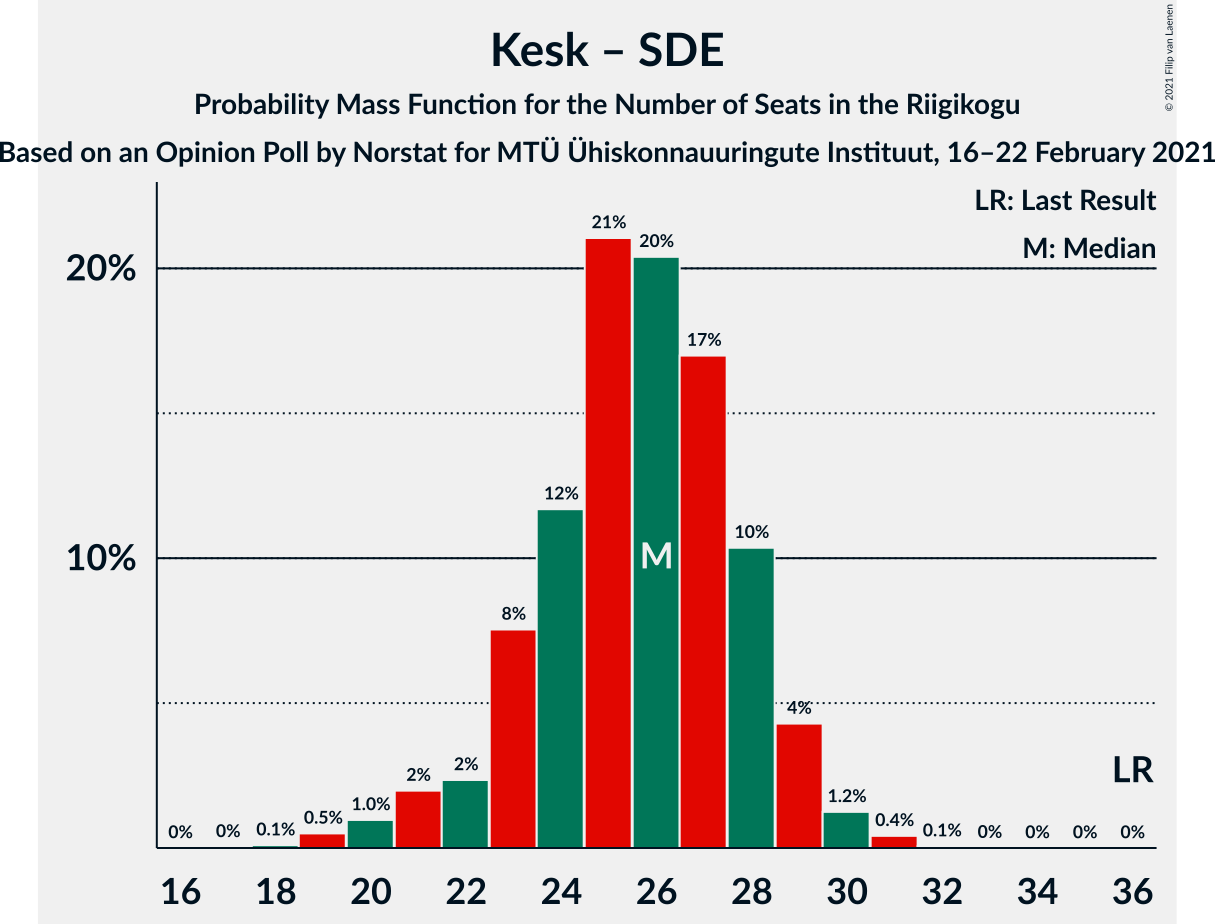 Kesk – SDE
Probability Mass Function for the Number of Seats in the Riigikogu
Based on an Opinion Poll by Norstat for MTÜ Ühiskonnauuringute Instituut, 16–22 February 2021
© 2021 Filip van Laenen
LR: Last Result
M: Median
20%
10%
0%
0%
0.1%
0.5%
1.0%
2%
2%
8%
12%
21%
20%
17%
10%
4%
1.2%
0.4%
0.1%
0%
0%
0%
0%
M
LR
16 18 20 22 24 26 28 30 32 34 36